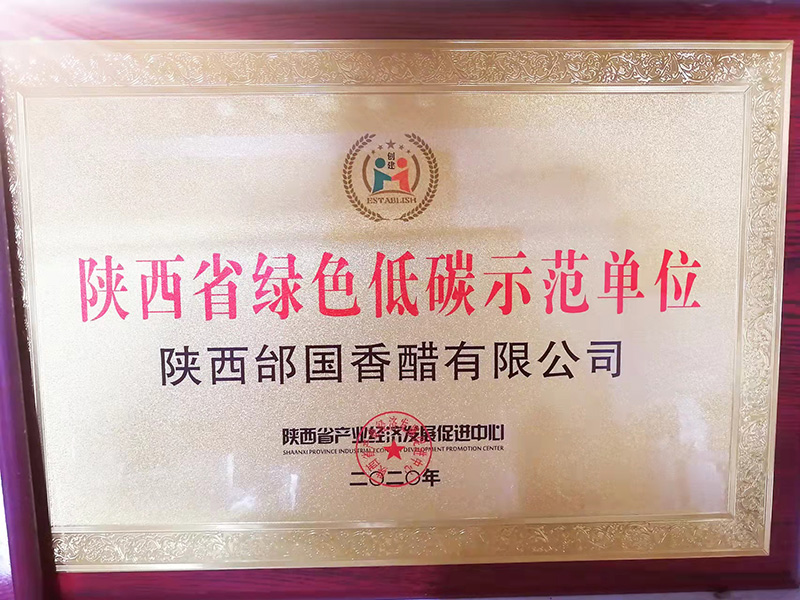 创建
ESTABLISH
陕西省绿色低碳示范单位
陕西邰国香醋有限公司
陕西省产业经济发展促进中心
SHAANXI PROVINCE INDUSTRIAL ECONOMY DEVELOPMENT PROMOTION CENTER
二〇二〇年